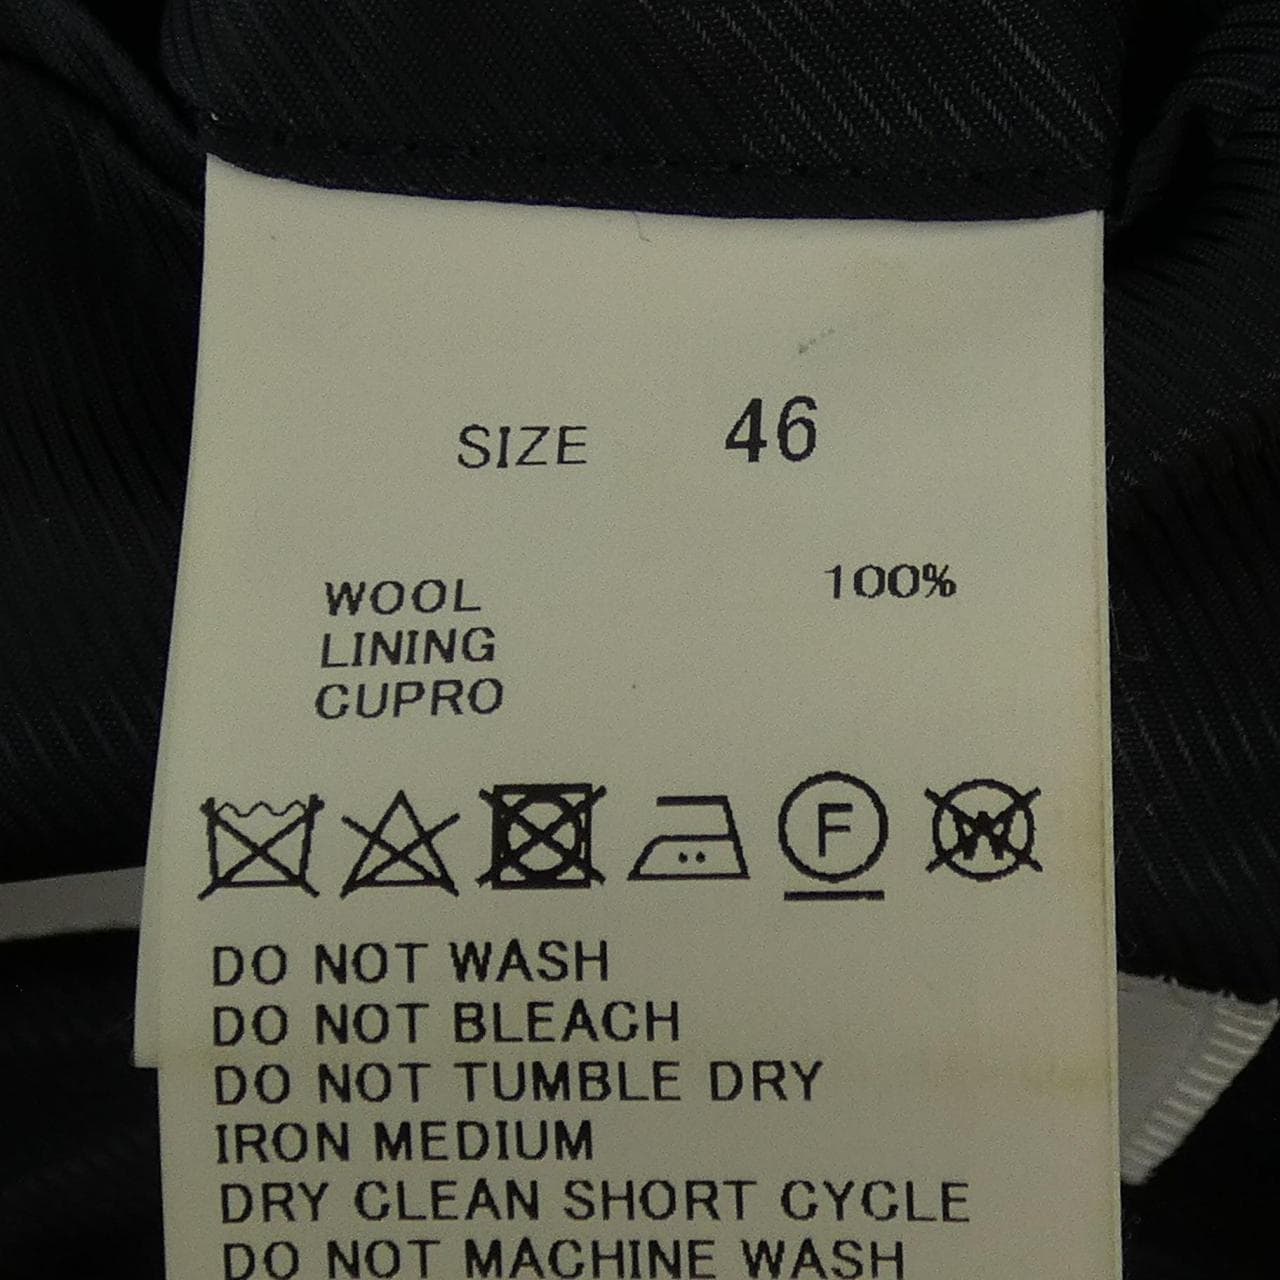 SIZE 46
WOOL 100%
LINING
CUPRO
F W
DO NOT WASH
DO NOT BLEACH
DO NOT TUMBLE DRY
IRON MEDIUM
DRY CLEAN SHORT CYCLE
DO NOT MACHINE WASH